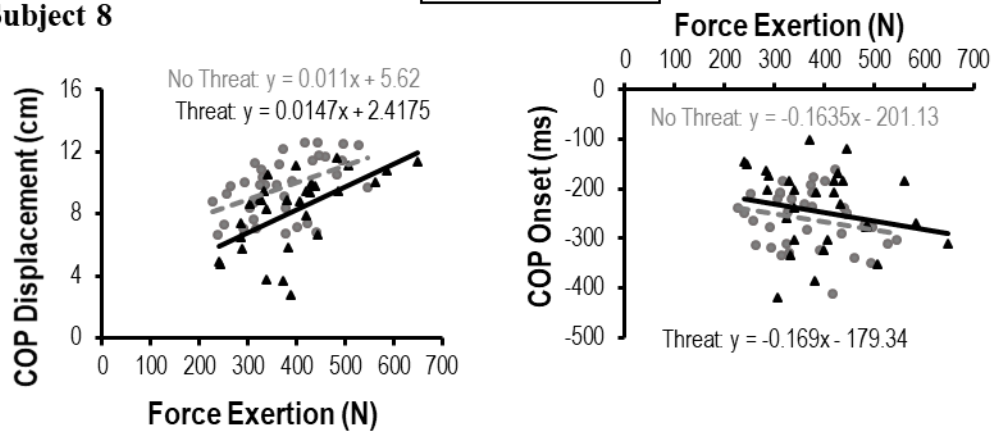 Subject 8
No Threat: y = 0.011x + 5.62
Threat: y = 0.0147x + 2.4175
COP Displacement (cm)
16
12
8
4
0
0 100 200 300 400 500 600 700
Force Exertion (N)
Force Exertion (N)
0 100 200 300 400 500 600 700
No Threat: y = -0.1635x - 201.13
COP Onset (ms)
0
-100
-200
-300
-400
-500
Threat: y = -0.169x - 179.34